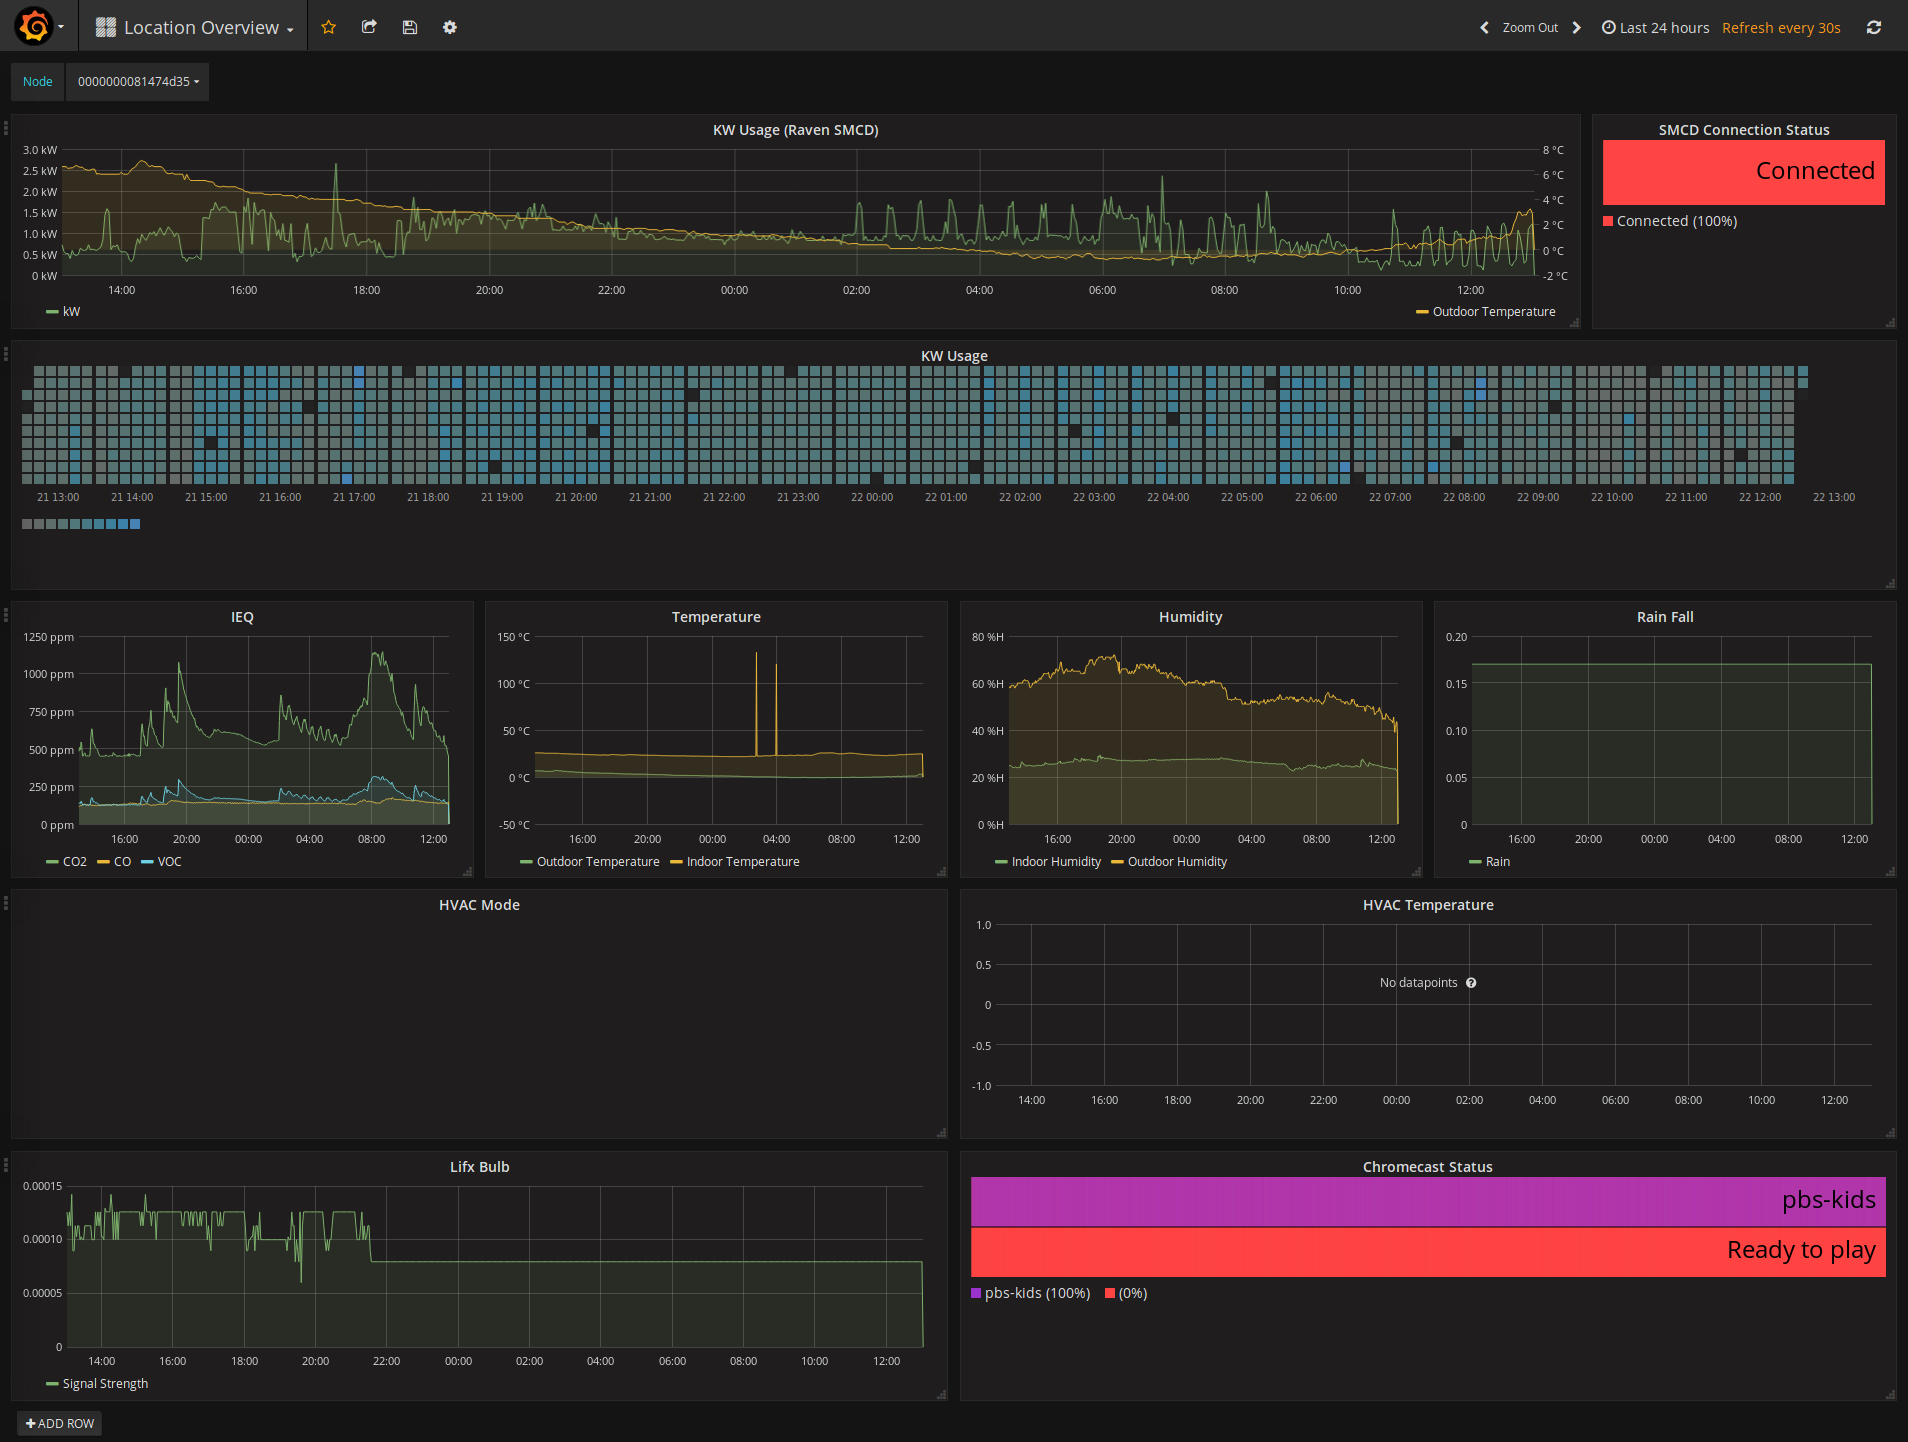 Location Overview
Zoom Out
Last 24 hours
Refresh every 30s
Node
0000000081474d35
KW Usage (Raven SMCD)
3.0 kW
2.5 kW
2.0 kW
1.5 kW
1.0 kW
0.5 kW
0 kW
8 °C
6 °C
4 °C
2 °C
0 °C
-2 °C
14:00 16:00 18:00 20:00 22:00 00:00 02:00 04:00 06:00 08:00 10:00 12:00
kW
Outdoor Temperature
SMCD Connection Status
Connected
Connected (100%)
KW Usage
21 13:00 21 14:00 21 15:00 21 16:00 21 17:00 21 18:00 21 19:00 21 20:00 21 21:00 21 22:00 21 23:00 22 00:00 22 01:00 22 02:00 22 03:00 22 04:00 22 05:00 22 06:00 22 07:00 22 08:00 22 09:00 22 10:00 22 11:00 22 12:00 22 13:00
IEQ
1250 ppm
1000 ppm
750 ppm
500 ppm
250 ppm
0 ppm
16:00 20:00 00:00 04:00 08:00 12:00
CO2 CO VOC
Temperature
150 °C
100 °C
50 °C
0 °C
-50 °C
16:00 20:00 00:00 04:00 08:00 12:00
Outdoor Temperature Indoor Temperature
Humidity
80 %H
60 %H
40 %H
20 %H
0 %H
16:00 20:00 00:00 04:00 08:00 12:00
Indoor Humidity Outdoor Humidity
Rain Fall
0.20
0.15
0.10
0.05
0
16:00 20:00 00:00 04:00 08:00 12:00
Rain
HVAC Mode
HVAC Temperature
1.0
0.5
0
-0.5
-1.0
No datapoints
14:00 16:00 18:00 20:00 22:00 00:00 02:00 04:00 06:00 08:00 10:00 12:00
Lifx Bulb
0.00015
0.00010
0.00005
0
14:00 16:00 18:00 20:00 22:00 00:00 02:00 04:00 06:00 08:00 10:00 12:00
Signal Strength
Chromecast Status
pbs-kids
Ready to play
pbs-kids (100%) (0%)
ADD ROW